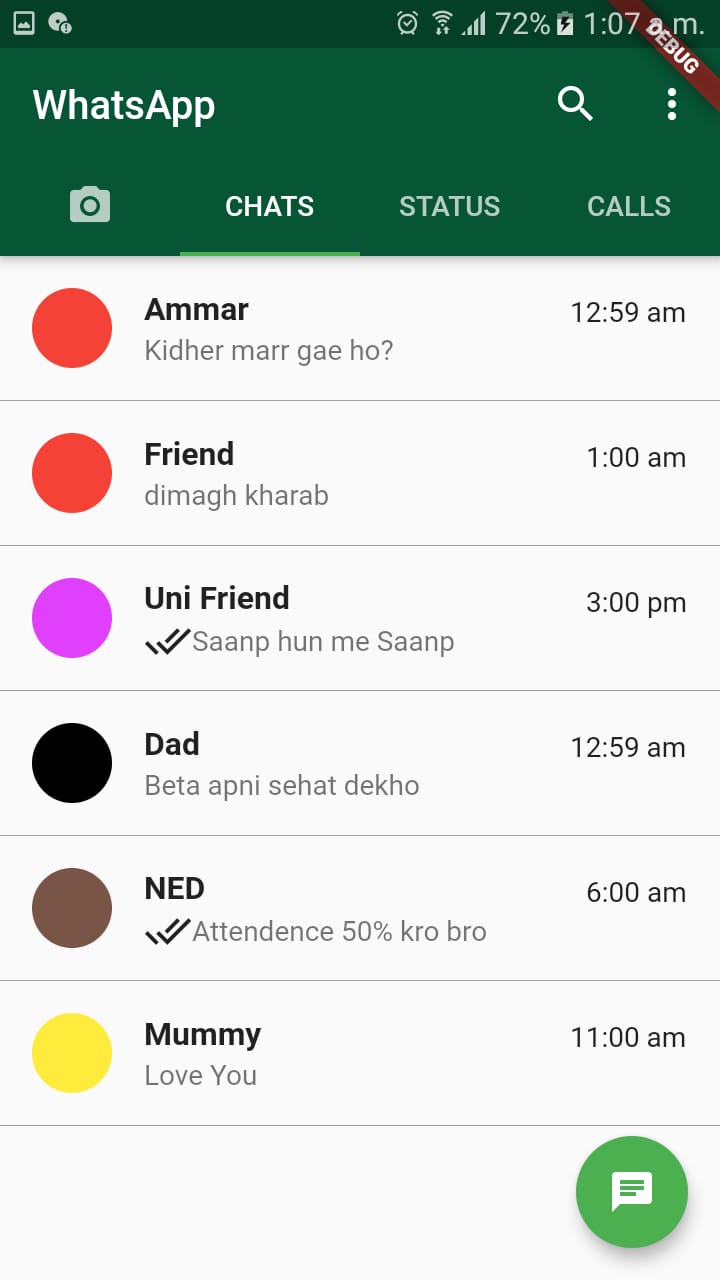 72% 1:07 a.m.
DEBUG
WhatsApp
CHATS STATUS CALLS
Ammar 12:59 am
Kidher marr gae ho?
Friend 1:00 am
dimagh kharab
Uni Friend 3:00 pm
Saanp hun me Saanp
Dad 12:59 am
Beta apni sehat dekho
NED 6:00 am
Attendence 50% kro bro
Mummy 11:00 am
Love You